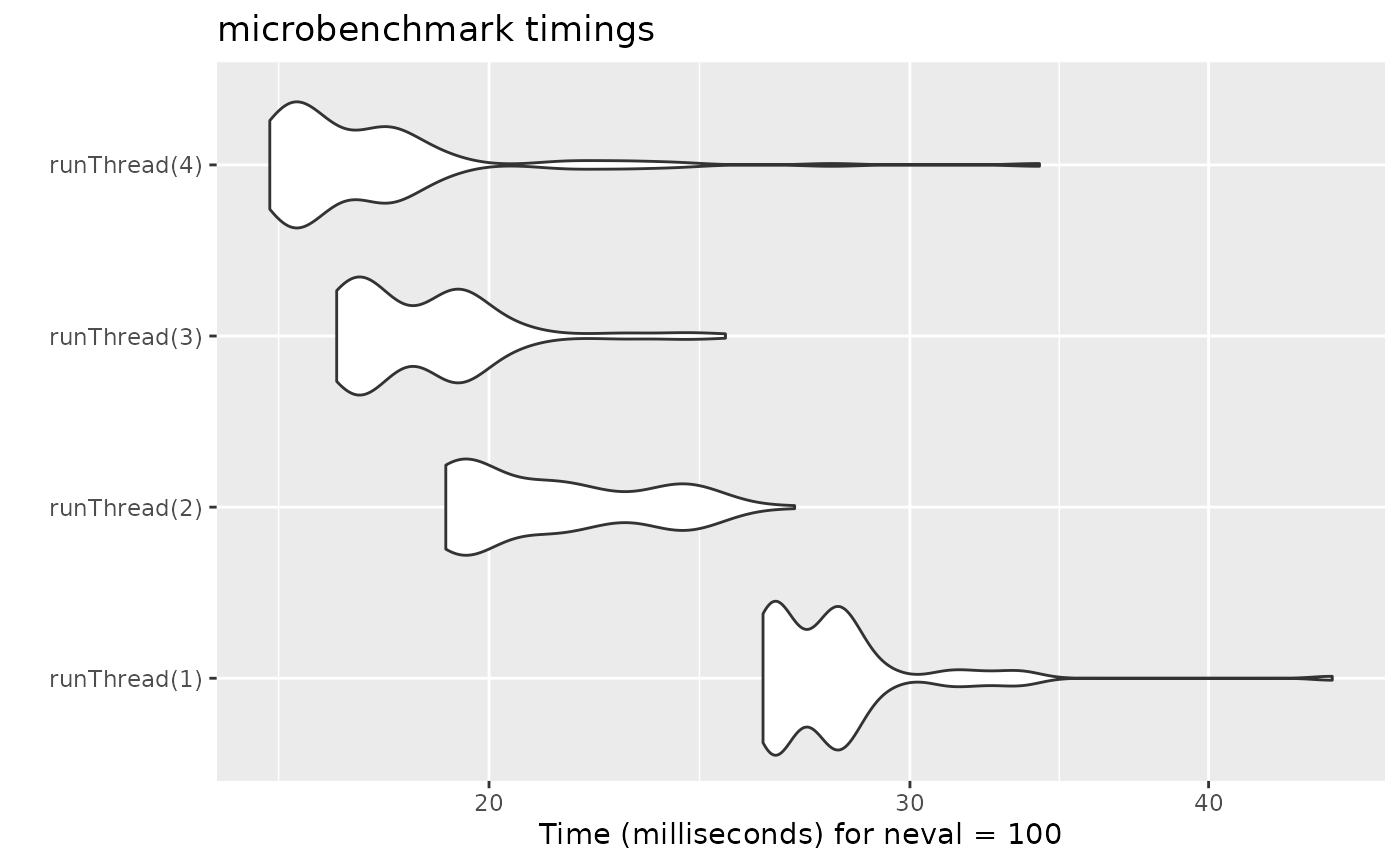 microbenchmark timings
runThread(4)
runThread(3)
runThread(2)
runThread(1)
20 30 40
Time (milliseconds) for neval = 100